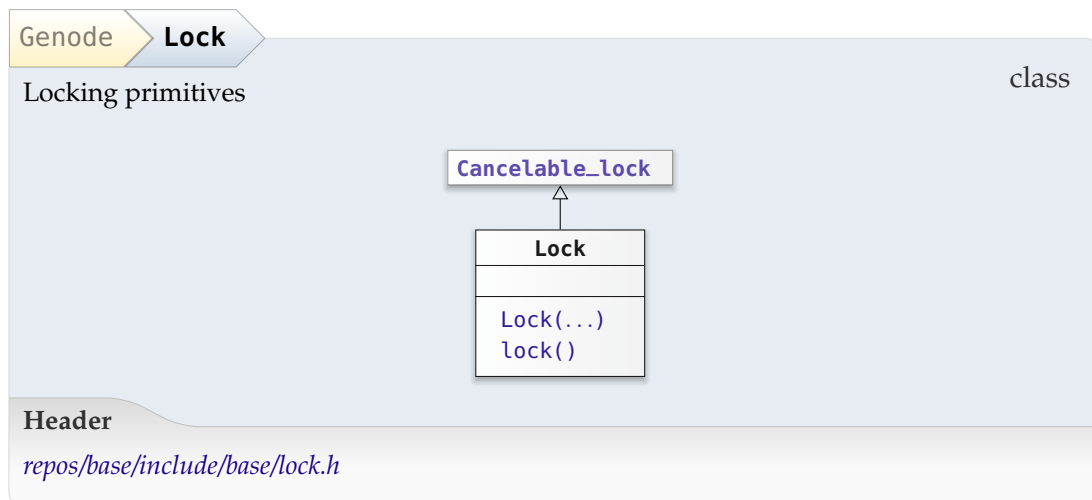 Genode Lock
class
Locking primitives
Cancelable_lock
Lock
Lock(...)
lock()
Header
repos/base/include/base/lock.h